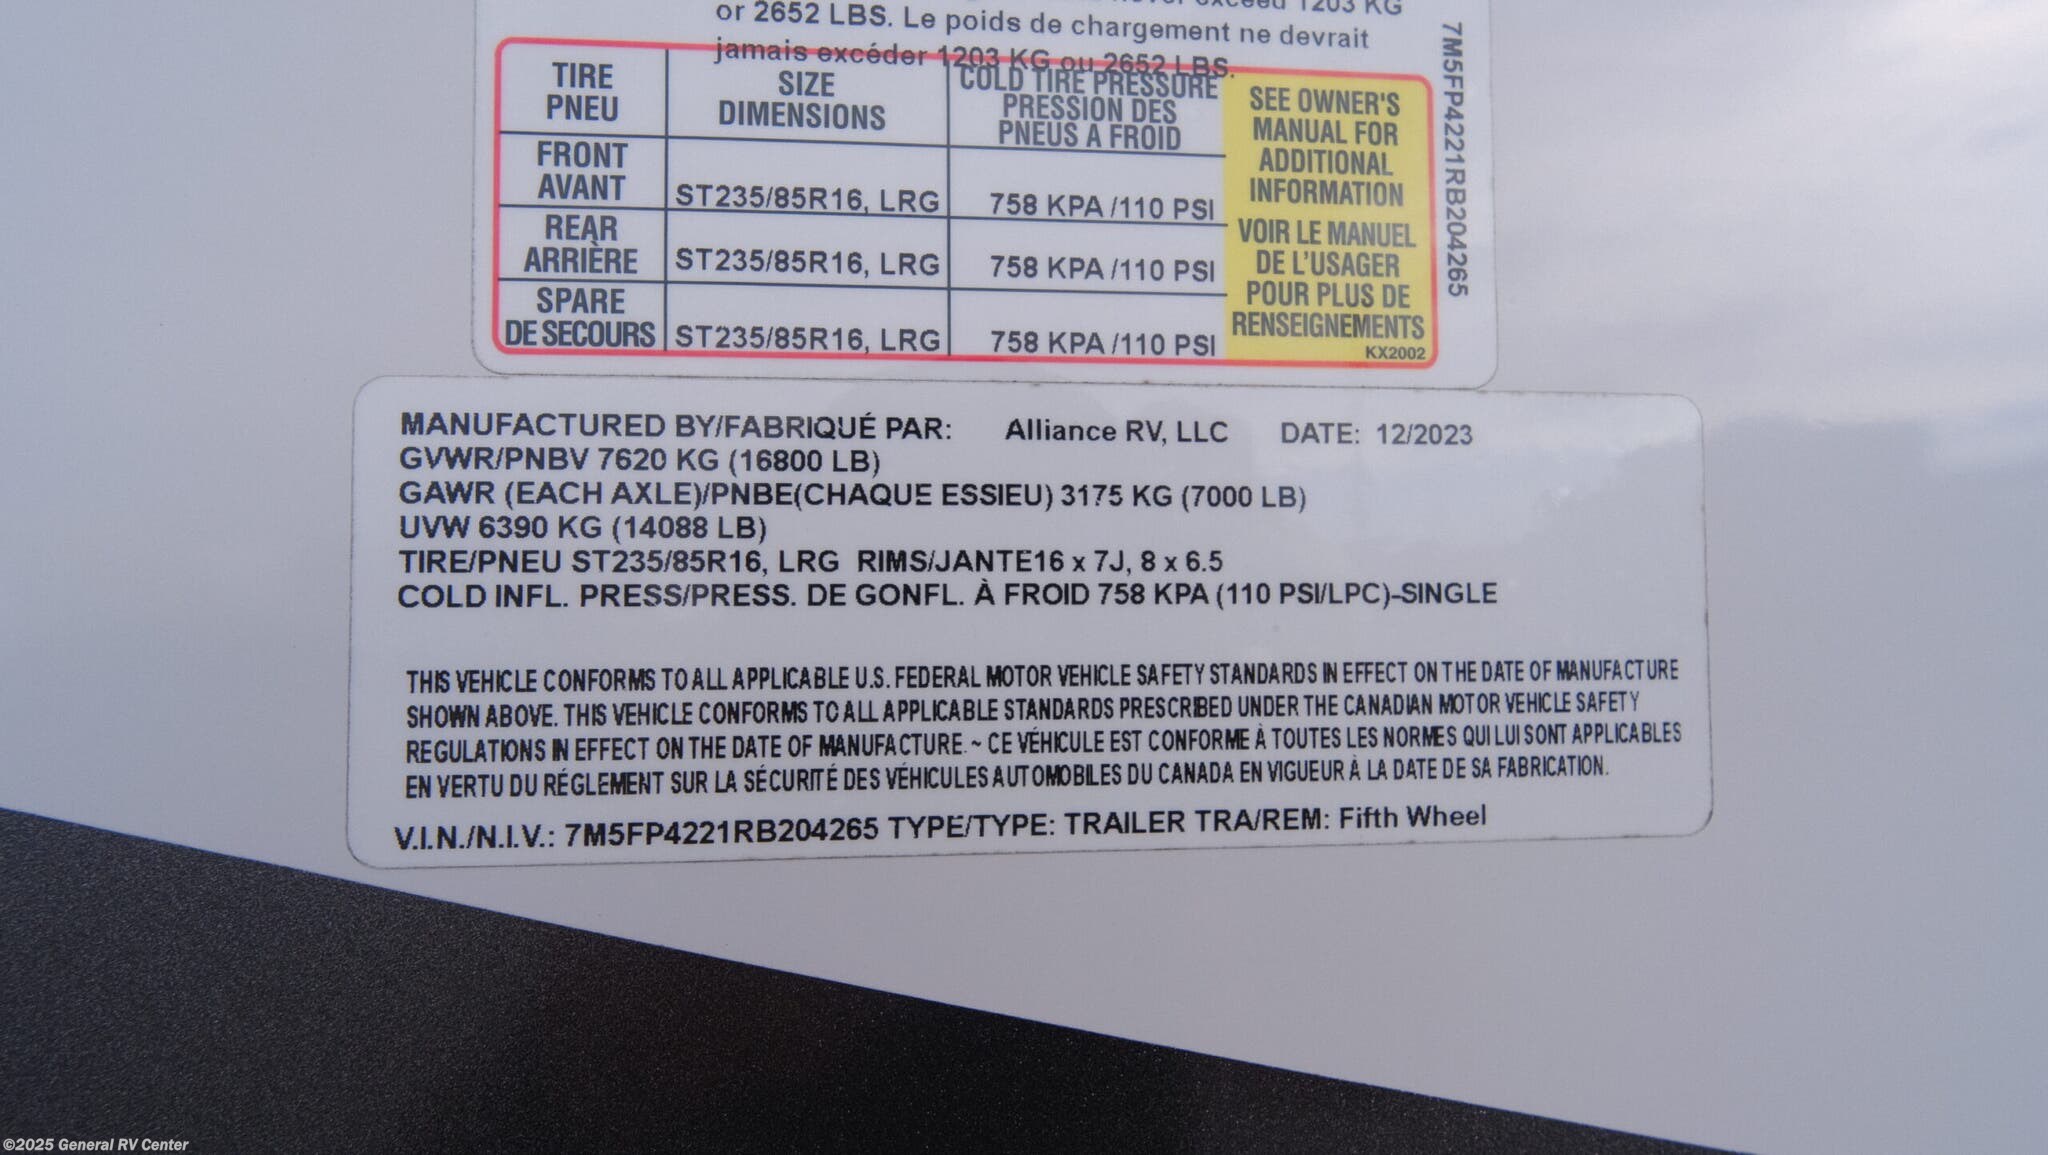 never exceed 1203 KG
or 2652 LBS. Le poids de chargement ne devrait
jamais excéder 1203 KG ou 2652 LBS.
TIRE
PNEU
SIZE
DIMENSIONS
COLD TIRE PRESSURE
PRESSION DES
PNEUS A FROID
SEE OWNER'S
MANUAL FOR
ADDITIONAL
INFORMATION
VOIR LE MANUEL
DE L'USAGER
POUR PLUS DE
RENSEIGNEMENTS
KX2002
FRONT
AVANT
ST235/85R16, LRG
758 KPA /110 PSI
REAR
ARRIÈRE
ST235/85R16, LRG
758 KPA /110 PSI
SPARE
DE SECOURS
ST235/85R16, LRG
758 KPA /110 PSI
7M5FP4221RB204265
MANUFACTURED BY/FABRIQUÉ PAR: Alliance RV, LLC DATE: 12/2023
GVWR/PNBV 7620 KG (16800 LB)
GAWR (EACH AXLE)/PNBE(CHAQUE ESSIEU) 3175 KG (7000 LB)
UVW 6390 KG (14088 LB)
TIRE/PNEU ST235/85R16, LRG RIMS/JANTE16 x 7J, 8 x 6.5
COLD INFL. PRESS/PRESS. DE GONFL. À FROID 758 KPA (110 PSI/LPC)-SINGLE
THIS VEHICLE CONFORMS TO ALL APPLICABLE U.S. FEDERAL MOTOR VEHICLE SAFETY STANDARDS IN EFFECT ON THE DATE OF MANUFACTURE
SHOWN ABOVE. THIS VEHICLE CONFORMS TO ALL APPLICABLE STANDARDS PRESCRIBED UNDER THE CANADIAN MOTOR VEHICLE SAFETY
REGULATIONS IN EFFECT ON THE DATE OF MANUFACTURE. ~ CE VÉHICULE EST CONFORME À TOUTES LES NORMES QUI LUI SONT APPLICABLES
EN VERTU DU RÉGLEMENT SUR LA SÉCURITÉ DES VÉHICULES AUTOMOBILES DU CANADA EN VIGUEUR À LA DATE DE SA FABRICATION.
V.I.N./N.I.V.: 7M5FP4221RB204265 TYPE/TYPE: TRAILER TRA/REM: Fifth Wheel
©2025 General RV Center